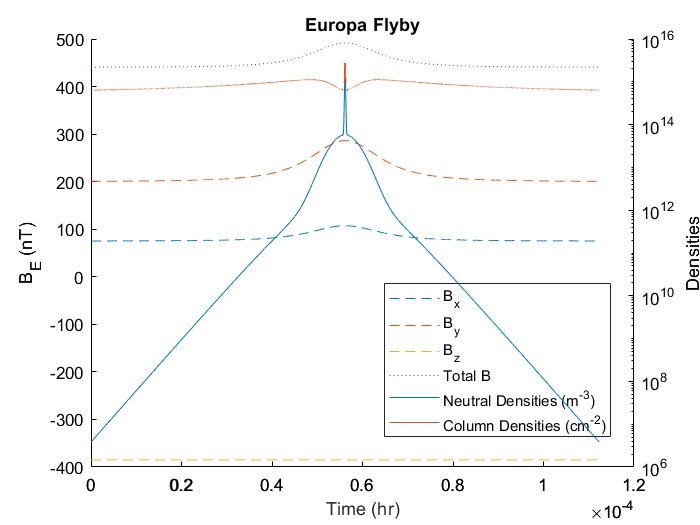 Europa Flyby
500
400
300
200
100
0
-100
-200
-300
-400
B_E (nT)
10^16
10^14
10^12
10^10
10^8
10^6
Densities
B_x
B_y
B_z
Total B
Neutral Densities (m^-3)
Column Densities (cm^-2)
0 0.2 0.4 0.6 0.8 1 1.2
Time (hr)
×10^-4